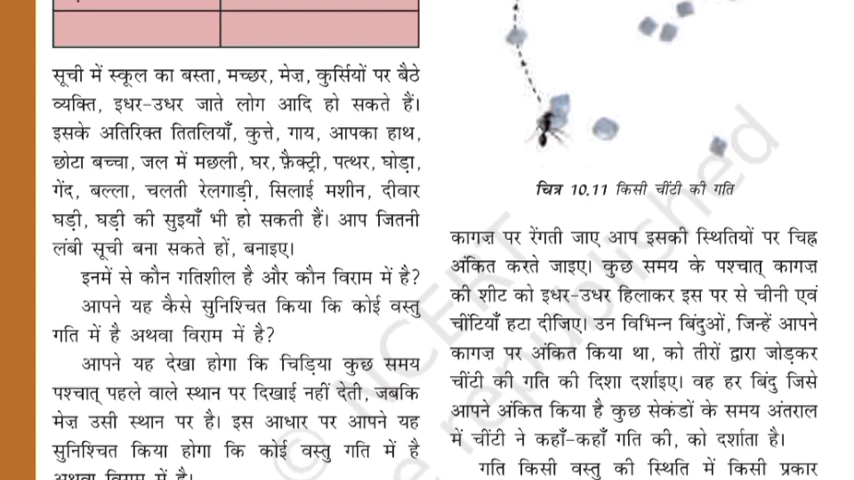 सूची में स्कूल का बस्ता, मच्छर, मेज़, कुर्सियों पर बैठे
व्यक्ति, इधर-उधर जाते लोग आदि हो सकते हैं।
इसके अतिरिक्त तितलियाँ, कुत्ते, गाय, आपका हाथ,
छोटा बच्चा, जल में मछली, घर, फ़ैक्ट्री, पत्थर, घोड़ा,
गेंद, बल्ला, चलती रेलगाड़ी, सिलाई मशीन, दीवार
घड़ी, घड़ी की सुइयाँ भी हो सकती हैं। आप जितनी
लंबी सूची बना सकते हों, बनाइए।
इनमें से कौन गतिशील है और कौन विराम में है?
आपने यह कैसे सुनिश्चित किया कि कोई वस्तु
गति में है अथवा विराम में है?
आपने यह देखा होगा कि चिड़िया कुछ समय
पश्चात् पहले वाले स्थान पर दिखाई नहीं देती, जबकि
मेज़ उसी स्थान पर है। इस आधार पर आपने यह
सुनिश्चित किया होगा कि कोई वस्तु गति में है
अथवा विराम में है।
चित्र 10.11 किसी चींटी की गति
कागज़ पर रेंगती जाए आप इसकी स्थितियों पर चिह्न
अंकित करते जाइए। कुछ समय के पश्चात् कागज़
की शीट को इधर-उधर हिलाकर इस पर से चीनी एवं
चींटियाँ हटा दीजिए। उन विभिन्न बिंदुओं, जिन्हें आपने
कागज़ पर अंकित किया था, को तीरों द्वारा जोड़कर
चींटी की गति की दिशा दर्शाइए। वह हर बिंदु जिसे
आपने अंकित किया है कुछ सेकंडों के समय अंतराल
में चींटी ने कहाँ-कहाँ गति की, को दर्शाता है।
गति किसी वस्तु की स्थिति में किसी प्रकार
© NCERT
be republished